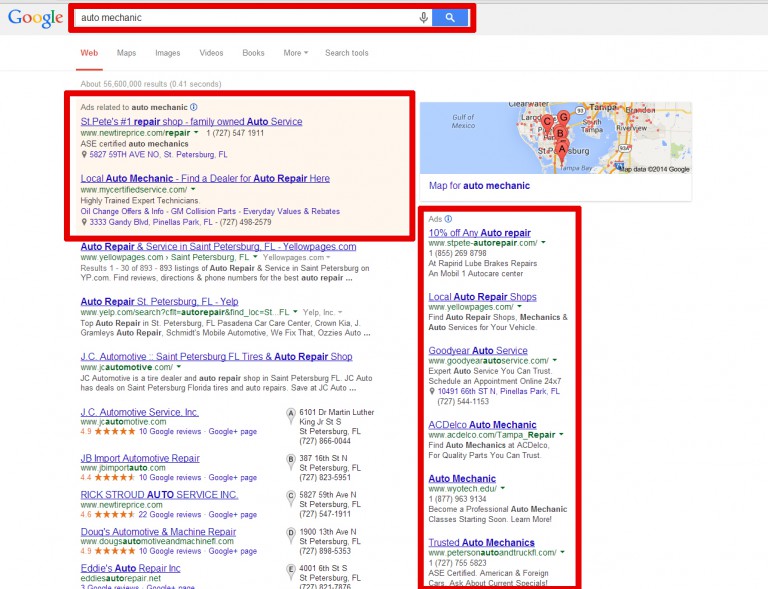 Google
auto mechanic
Web Maps Images Videos Books More Search tools
About 56,600,000 results (0.41 seconds)
Ads related to auto mechanic
St.Pete's #1 repair shop - family owned Auto Service
www.newtireprice.com/repair 1 (727) 547 1911
ASE certified auto mechanics
5827 59TH AVE NO, St. Petersburg, FL
Local Auto Mechanic - Find a Dealer for Auto Repair Here
www.mycertifiedservice.com/
Highly Trained Expert Technicians.
Oil Change Offers & Info - GM Collision Parts - Everyday Values & Rebates
3333 Gandy Blvd, Pinellas Park, FL - (727) 498-2579
Auto Repair & Service in Saint Petersburg, FL - Yellowpages.com
www.yellowpages.com › Saint Petersburg, FL Yellowpages.com
Results 1 - 30 of 893 - 893 listings of Auto Repair & Service in Saint Petersburg on
YP.com. Find reviews, directions & phone numbers for the best auto repair ...
Auto Repair St. Petersburg, FL - Yelp
www.yelp.com/search?cflt=autorepair&find_loc=St...FL Yelp, Inc.
Top Auto Repair in St. Petersburg, FL Pasadena Car Care Center, Crown Kia, J.
Gramleys Auto Repair, Schmidt's Mobile Automotive, We Fix That, Ozzies Auto ...
J.C. Automotive :: Saint Petersburg FL Tires & Auto Repair Shop
www.jcautomotive.com/
JC Automotive is a tire dealer and auto repair shop in Saint Petersburg FL. JC Auto
has deals on Saint Petersburg Florida tires and auto repairs. Save at JC Auto ...
J.C. Automotive Service, Inc.
www.jcautomotive.com
4.9 10 Google reviews · Google+ page
A 6101 Dr Martin Luther
King Jr St S
St Petersburg, FL
(727) 866-0044
JB Import Automotive Repair
www.jbimportauto.com
4.4 10 Google reviews · Google+ page
B 387 16th St N
St Petersburg, FL
(727) 823-5951
RICK STROUD AUTO SERVICE INC.
www.newtireprice.com
4.6 22 Google reviews · Google+ page
C 5827 59th Ave N
St Petersburg, FL
(727) 547-1911
Doug's Automotive & Machine Repair
www.dougsautomotiveandmachinefl.com
4.9 10 Google reviews · Google+ page
D 1900 13th Ave N
St Petersburg, FL
(727) 898-5353
Eddie's Auto Repair Inc
eddiesautorepair.net
3 Google reviews · Google+ page
E 4001 6th St S
St Petersburg, FL
(727) 821-7876
Clearwater
Tampa
Brandon
Largo
Riverview
Gulf of
Mexico
St. Petersburg
Tampa Bay
93
C G B A
Map data ©2014 Google
Map for auto mechanic
Ads
10% off Any Auto repair
www.stpete-autorepair.com/
1 (855) 269 8798
At Rapirid Lube Brakes Repairs
An Mobil 1 Autocare center
Local Auto Repair Shops
www.yellowpages.com/
Find Auto Repair Shops, Mechanics &
Auto Services for Your Vehicle.
Goodyear Auto Service
www.goodyearautoservice.com/
Expert Auto Service You Can Trust.
Schedule an Appointment Online 24x7
10491 66th ST N, Pinellas Park, FL
(727) 544-1153
ACDelco Auto Mechanic
www.acdelco.com/Tampa_Repair
Find Auto Mechanics at ACDelco,
For Quality Parts You Can Trust.
Auto Mechanic
www.wyotech.edu/
1 (877) 963 9134
Become a Professional Auto Mechanic
Classes Starting Soon. Learn More!
Trusted Auto Mechanics
www.petersonautoandtruckfl.com/
1 (727) 755 5823
ASE Certified. American & Foreign
Cars. Ask About Current Specials!